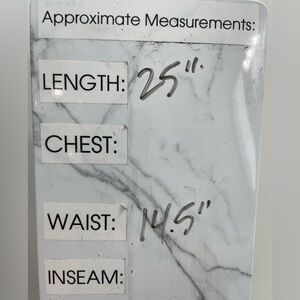 Approximate Measurements:
LENGTH: 25"
CHEST:
WAIST: 14.5"
INSEAM: